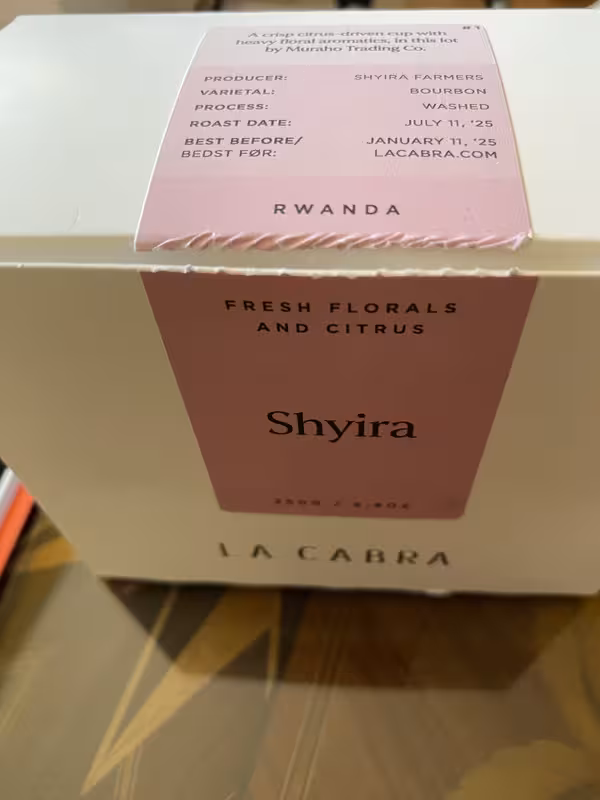 #1
A crisp citrus-driven cup with
heavy floral aromatics, in this lot
by Muraho Trading Co.
PRODUCER: SHYIRA FARMERS
VARIETAL: BOURBON
PROCESS: WASHED
ROAST DATE: JULY 11, '25
BEST BEFORE/ JANUARY 11, '25
BEDST FØR: LACABRA.COM
RWANDA
FRESH FLORALS
AND CITRUS
Shyira
250G /
LA CABRA